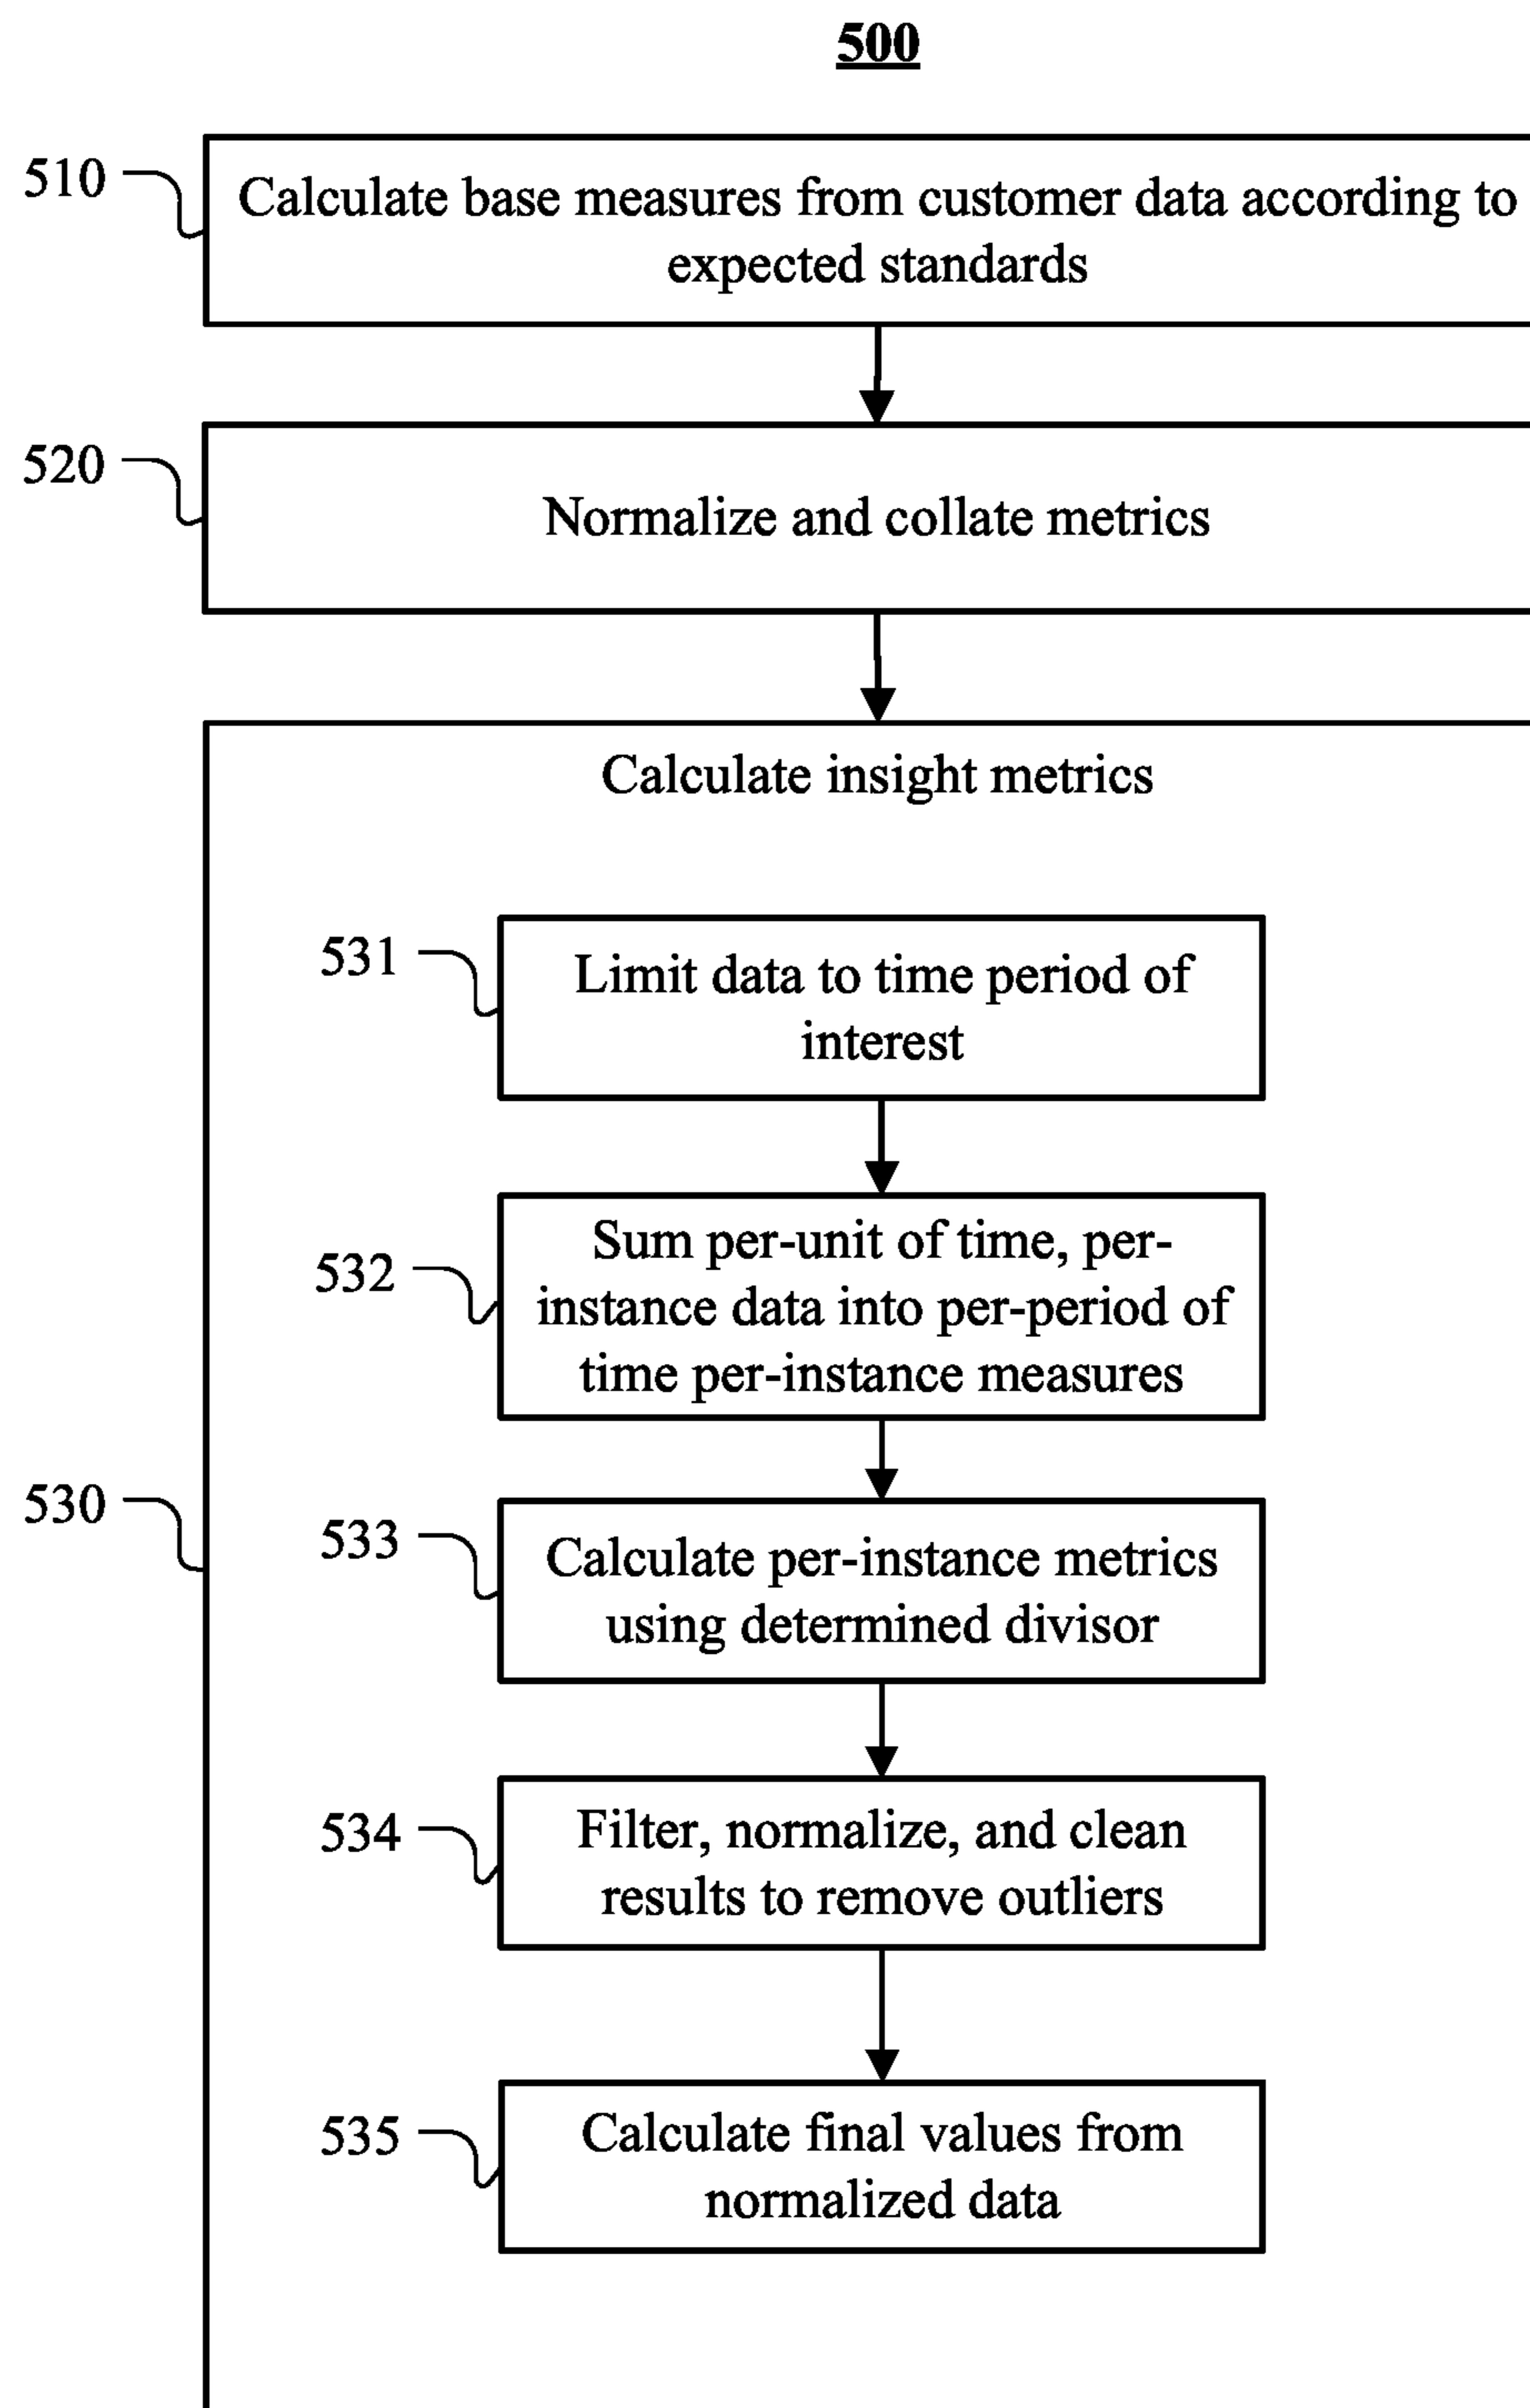 500
510
Calculate base measures from customer data according to
expected standards
520
Normalize and collate metrics
Calculate insight metrics
531
Limit data to time period of
interest
532
Sum per-unit of time, per-
instance data into per-period of
time per-instance measures
530
533
Calculate per-instance metrics
using determined divisor
534
Filter, normalize, and clean
results to remove outliers
535
Calculate final values from
normalized data